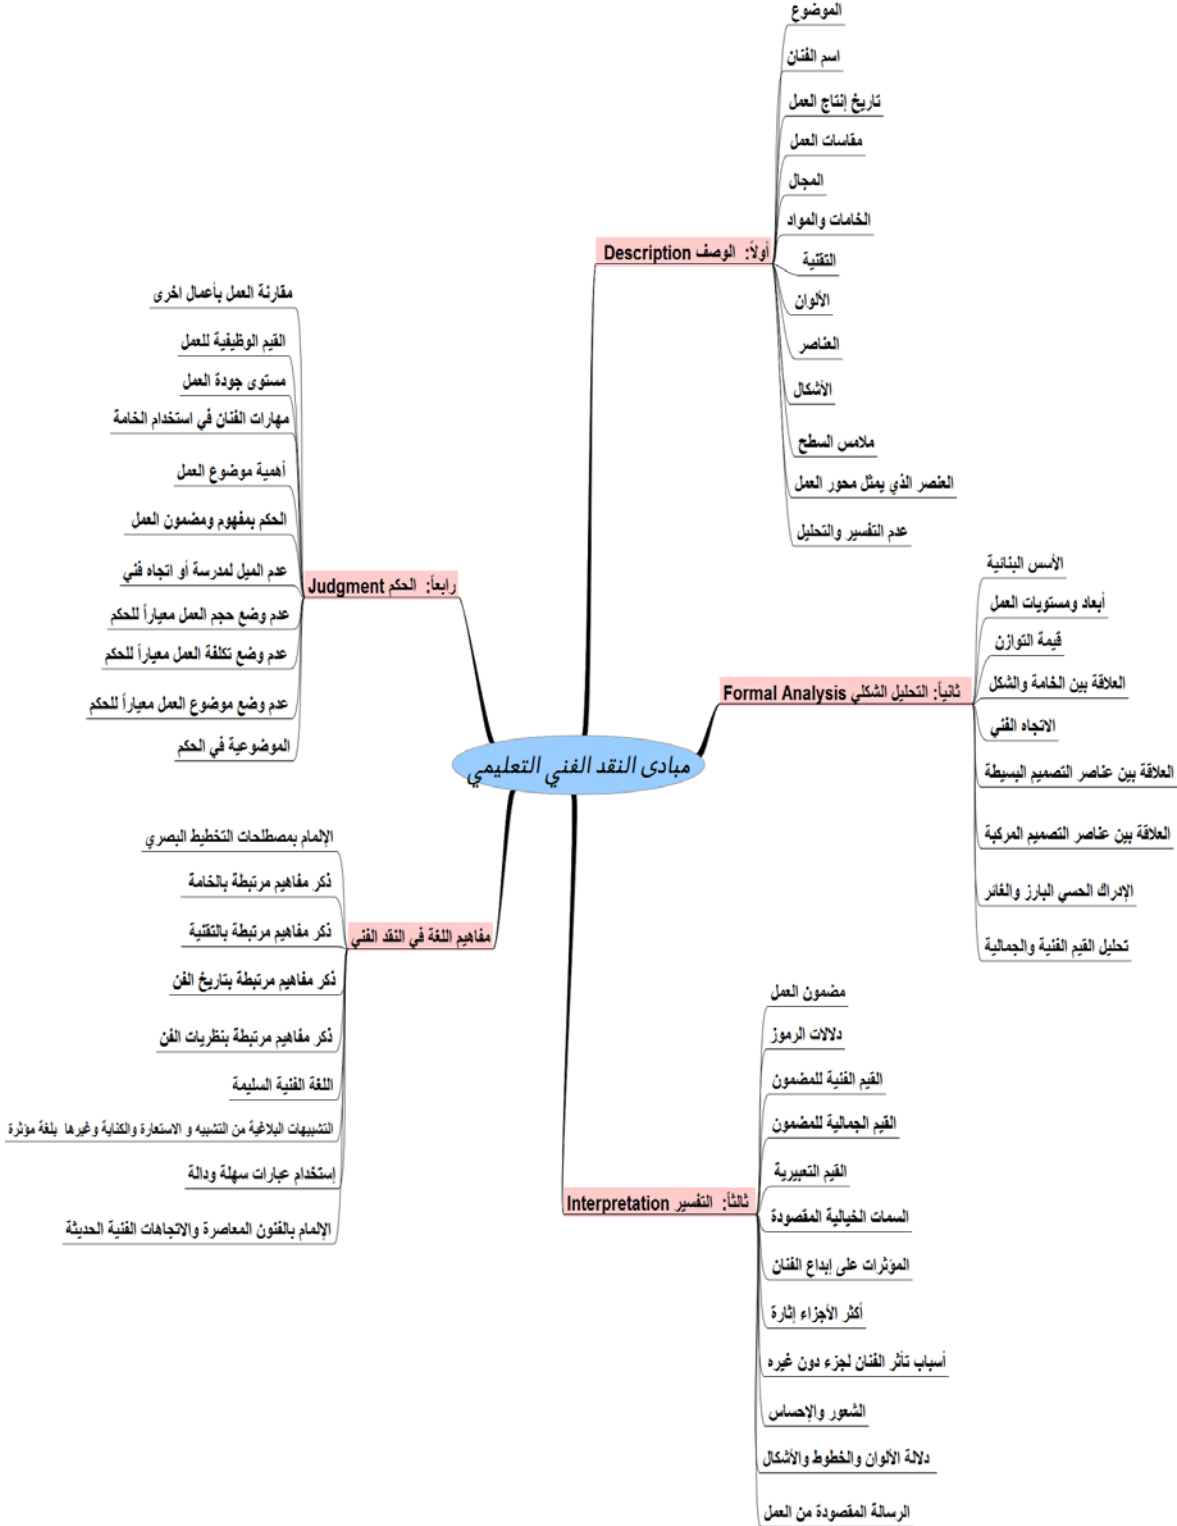 مبادئ النقد الفني التعليمي
أولاً: الوصف Description
الموضوع
اسم الفنان
تاريخ إنتاج العمل
مقاسات العمل
المجال
الخامات والمواد
التقنية
الألوان
العناصر
الأشكال
ملامس السطح
العنصر الذي يمثل محور العمل
عدم التفسير والتحليل
ثانياً: التحليل الشكلي Formal Analysis
الأسس البنائية
أبعاد ومستويات العمل
قيمة التوازن
العلاقة بين الخامة والشكل
الاتجاه الفني
العلاقة بين عناصر التصميم البسيطة
العلاقة بين عناصر التصميم المركبة
الإدراك الحسي البارز والغائر
تحليل القيم الفنية والجمالية
ثالثاً: التفسير Interpretation
مضمون العمل
دلالات الرموز
القيم الفنية للمضمون
القيم الجمالية للمضمون
القيم التعبيرية
السمات الخيالية المقصودة
المؤثرات على إبداع الفنان
أكثر الأجزاء إثارة
أسباب تأثر الفنان لجزء دون غيره
الشعور والإحساس
دلالة الألوان والخطوط والأشكال
الرسالة المقصودة من العمل
رابعاً: الحكم Judgment
مقارنة العمل بأعمال اخرى
القيم الوظيفية للعمل
مستوى جودة العمل
مهارات الفنان في استخدام الخامة
أهمية موضوع العمل
الحكم بمفهوم ومضمون العمل
عدم الميل لمدرسة أو اتجاه فني
عدم وضع حجم العمل معياراً للحكم
عدم وضع تكلفة العمل معياراً للحكم
عدم وضع موضوع العمل معياراً للحكم
الموضوعية في الحكم
مفاهيم اللغة في النقد الفني
الإلمام بمصطلحات التخطيط البصري
ذكر مفاهيم مرتبطة بالخامة
ذكر مفاهيم مرتبطة بالتقنية
ذكر مفاهيم مرتبطة بتاريخ الفن
ذكر مفاهيم مرتبطة بنظريات الفن
اللغة الفنية السليمة
التشبيهات البلاغية من التشبيه و الاستعارة والكناية وغيرها بلغة مؤثرة
إستخدام عبارات سهلة ودالة
الإلمام بالفنون المعاصرة والاتجاهات الفنية الحديثة